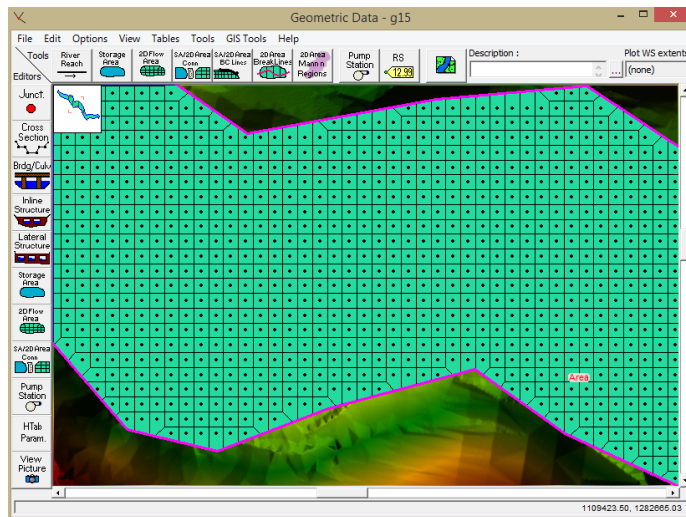 Geometric Data - g15
File Edit Options View Tables Tools GIS Tools Help
Tools
Editors
River
Reach
Storage
Area
2D Flow
Area
SA/2D Area
Conn
SA/2D Area
BC Lines
2D Area
BreakLines
2D Area
Mann n
Regions
Pump
Station
RS
12.99
Description :
...
Plot WS extents
(none)
Junct.
Cross
Section
Brdg/Culv
Inline
Structure
Lateral
Structure
Storage
Area
2D Flow
Area
SA/2D Area
Conn
Pump
Station
HTab
Param.
View
Picture
Area
1109423.50, 1282665.03